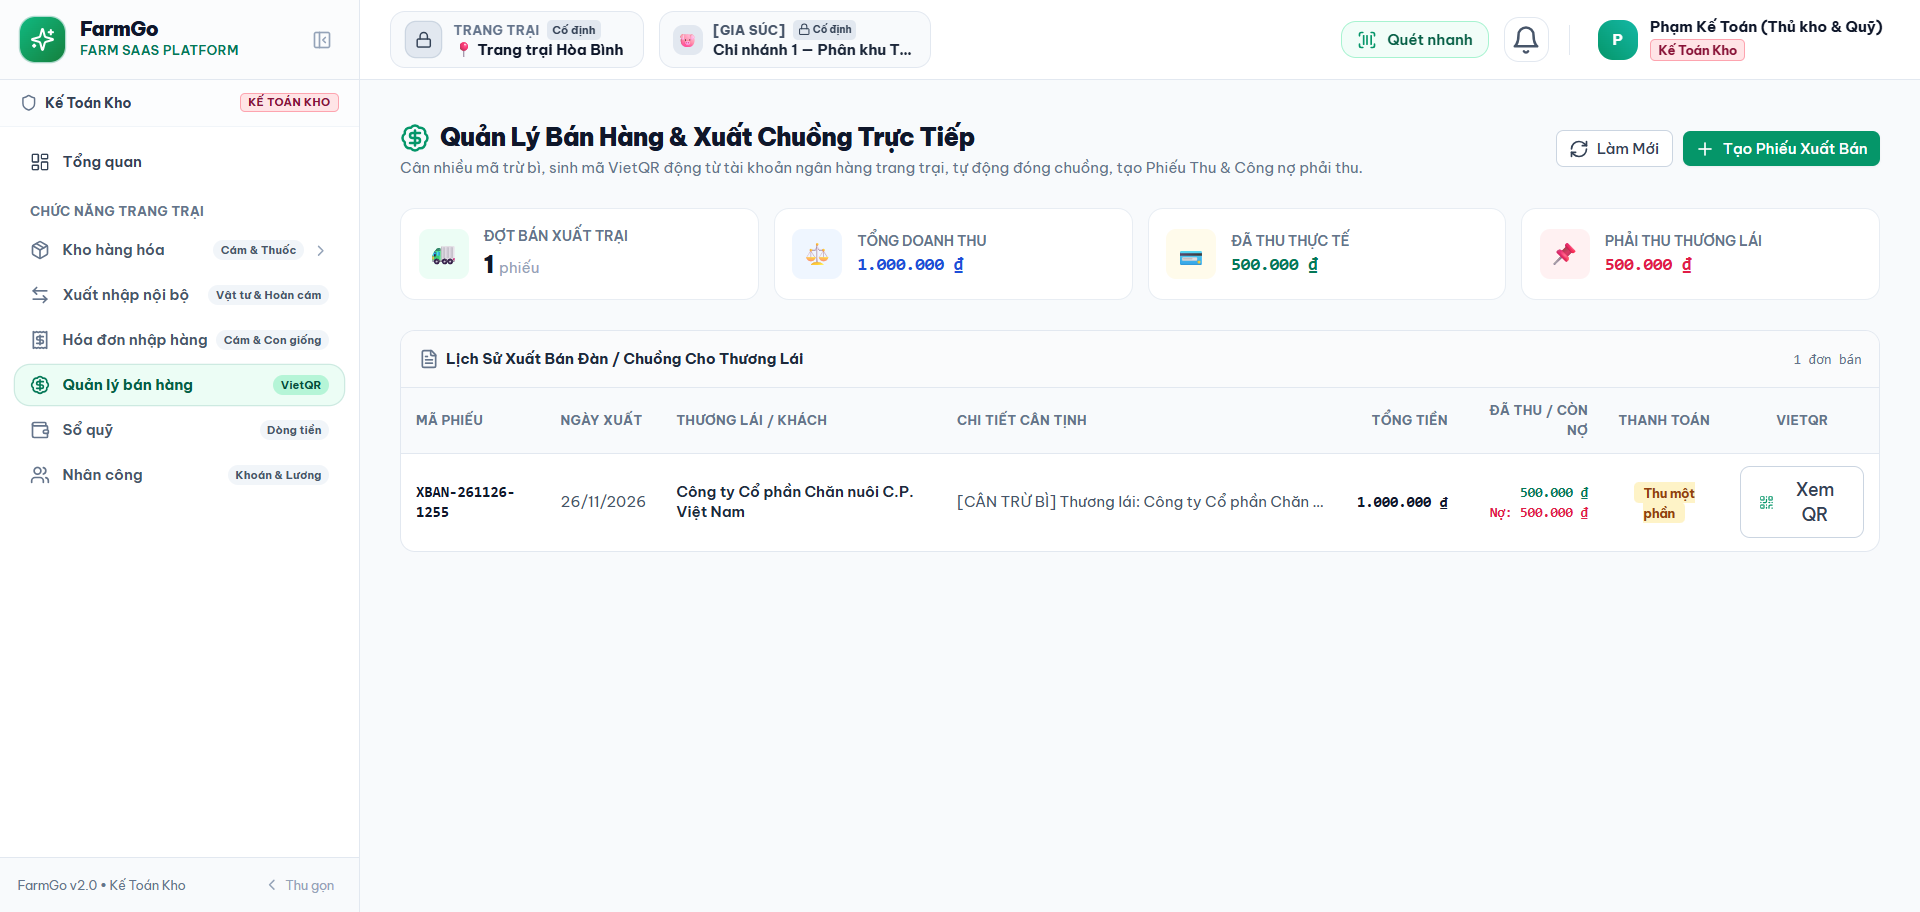 FarmGo
FARM SAAS PLATFORM
Kế Toán Kho
KẾ TOÁN KHO
Tổng quan
CHỨC NĂNG TRANG TRẠI
Kho hàng hóa
Cám & Thuốc
Xuất nhập nội bộ
Vật tư & Hoàn cám
Hóa đơn nhập hàng
Cám & Con giống
Quản lý bán hàng
VietQR
Sổ quỹ
Dòng tiền
Nhân công
Khoán & Lương
FarmGo v2.0 • Kế Toán Kho
Thu gọn
TRANG TRẠI
Cố định
Trang trại Hòa Bình
[GIA SÚC]
Cố định
Chi nhánh 1 — Phân khu T...
Quét nhanh
P
Phạm Kế Toán (Thủ kho & Quỹ)
Kế Toán Kho
Quản Lý Bán Hàng & Xuất Chuồng Trực Tiếp
Cân nhiều mã trừ bì, sinh mã VietQR động từ tài khoản ngân hàng trang trại, tự động đóng chuồng, tạo Phiếu Thu & Công nợ phải thu.
Làm Mới
Tạo Phiếu Xuất Bán
ĐỢT BÁN XUẤT TRẠI
1 phiếu
TỔNG DOANH THU
1.000.000 ₫
ĐÃ THU THỰC TẾ
500.000 ₫
PHẢI THU THƯƠNG LÁI
500.000 ₫
Lịch Sử Xuất Bán Đàn / Chuồng Cho Thương Lái
1 đơn bán
MÃ PHIẾU
NGÀY XUẤT
THƯƠNG LÁI / KHÁCH
CHI TIẾT CÂN TỊNH
TỔNG TIỀN
ĐÃ THU / CÒN
NỢ
THANH TOÁN
VIETQR
XBAN-261126-
1255
26/11/2026
Công ty Cổ phần Chăn nuôi C.P.
Việt Nam
[CÂN TRỪ BÌ] Thương lái: Công ty Cổ phần Chăn ...
1.000.000 ₫
500.000 ₫
Nợ: 500.000 ₫
Thu một
phần
Xem
QR